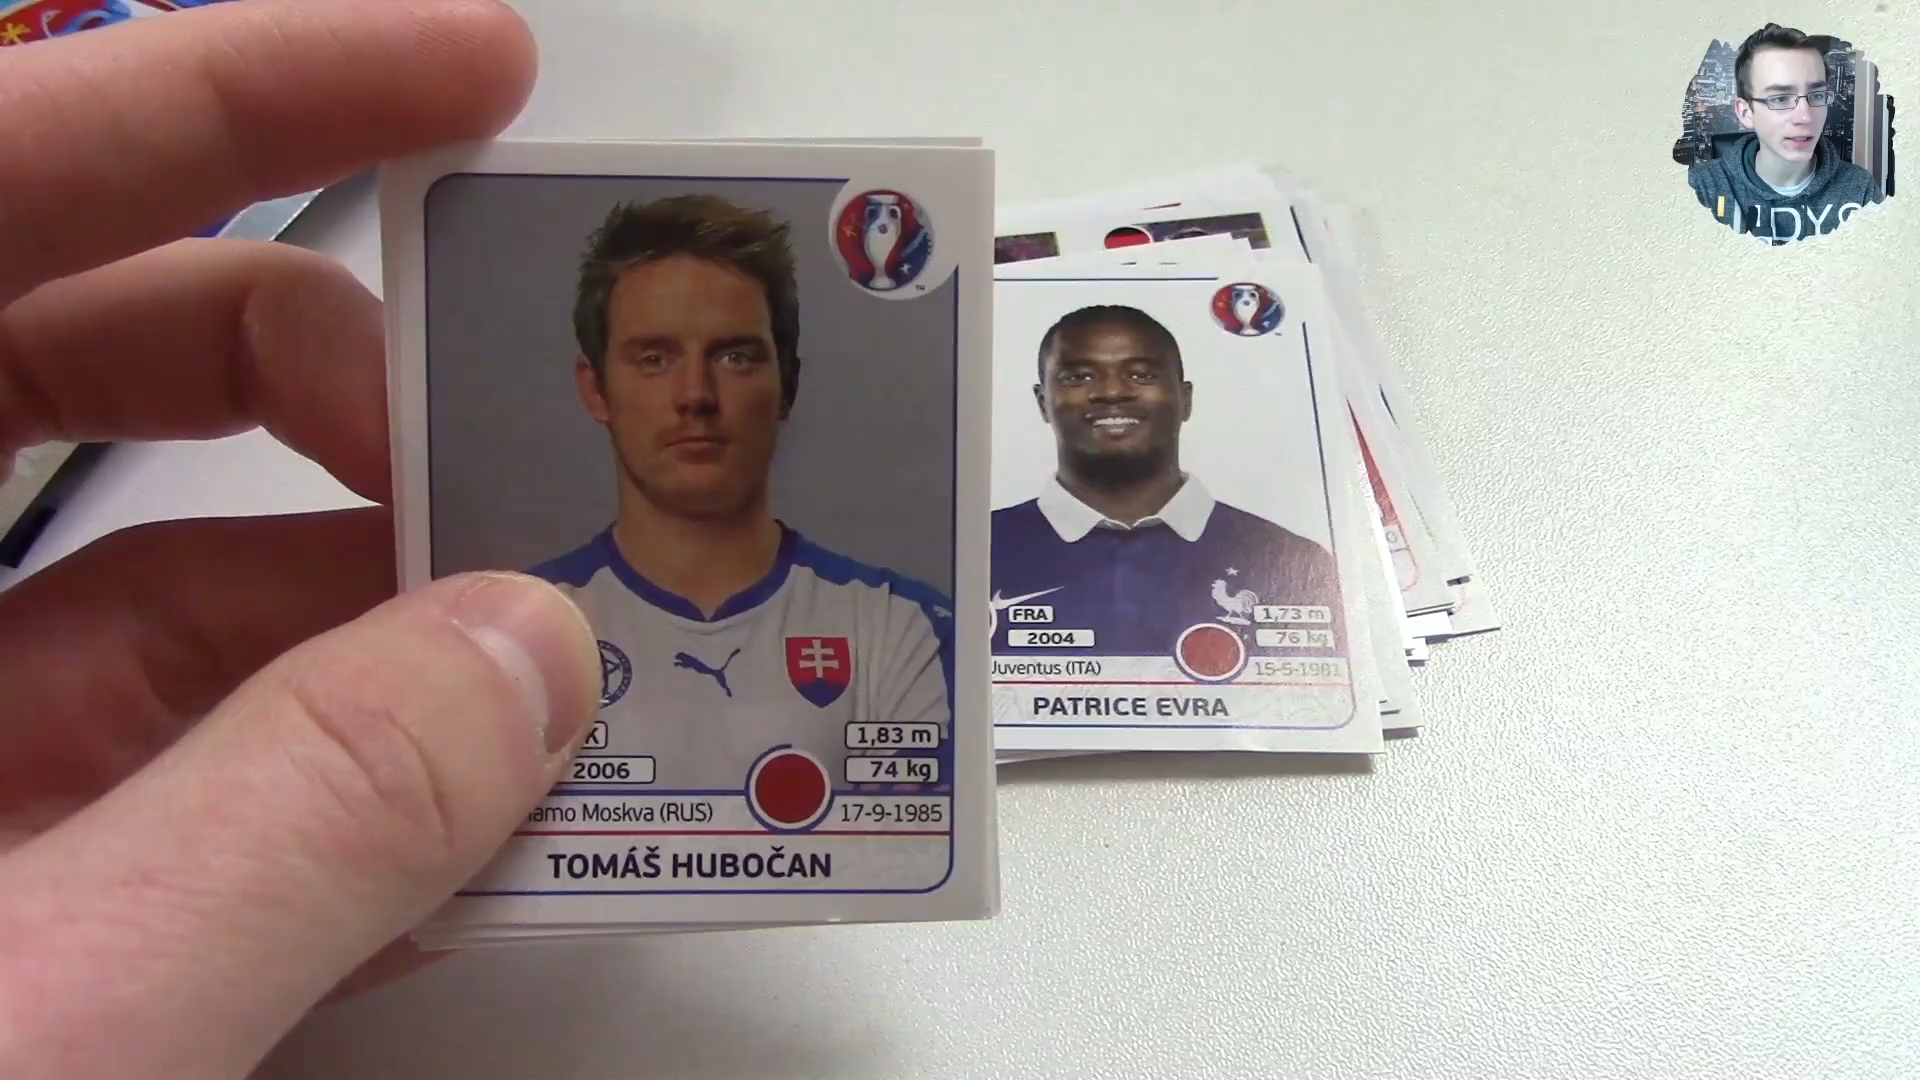 K
2006
1,83 m
74 kg
Moskva (RUS)
17-9-1985
TOMÁŠ HUBOČAN
FRA
2004
1,73 m
76 kg
Juventus (ITA)
15-5-1981
PATRICE EVRA